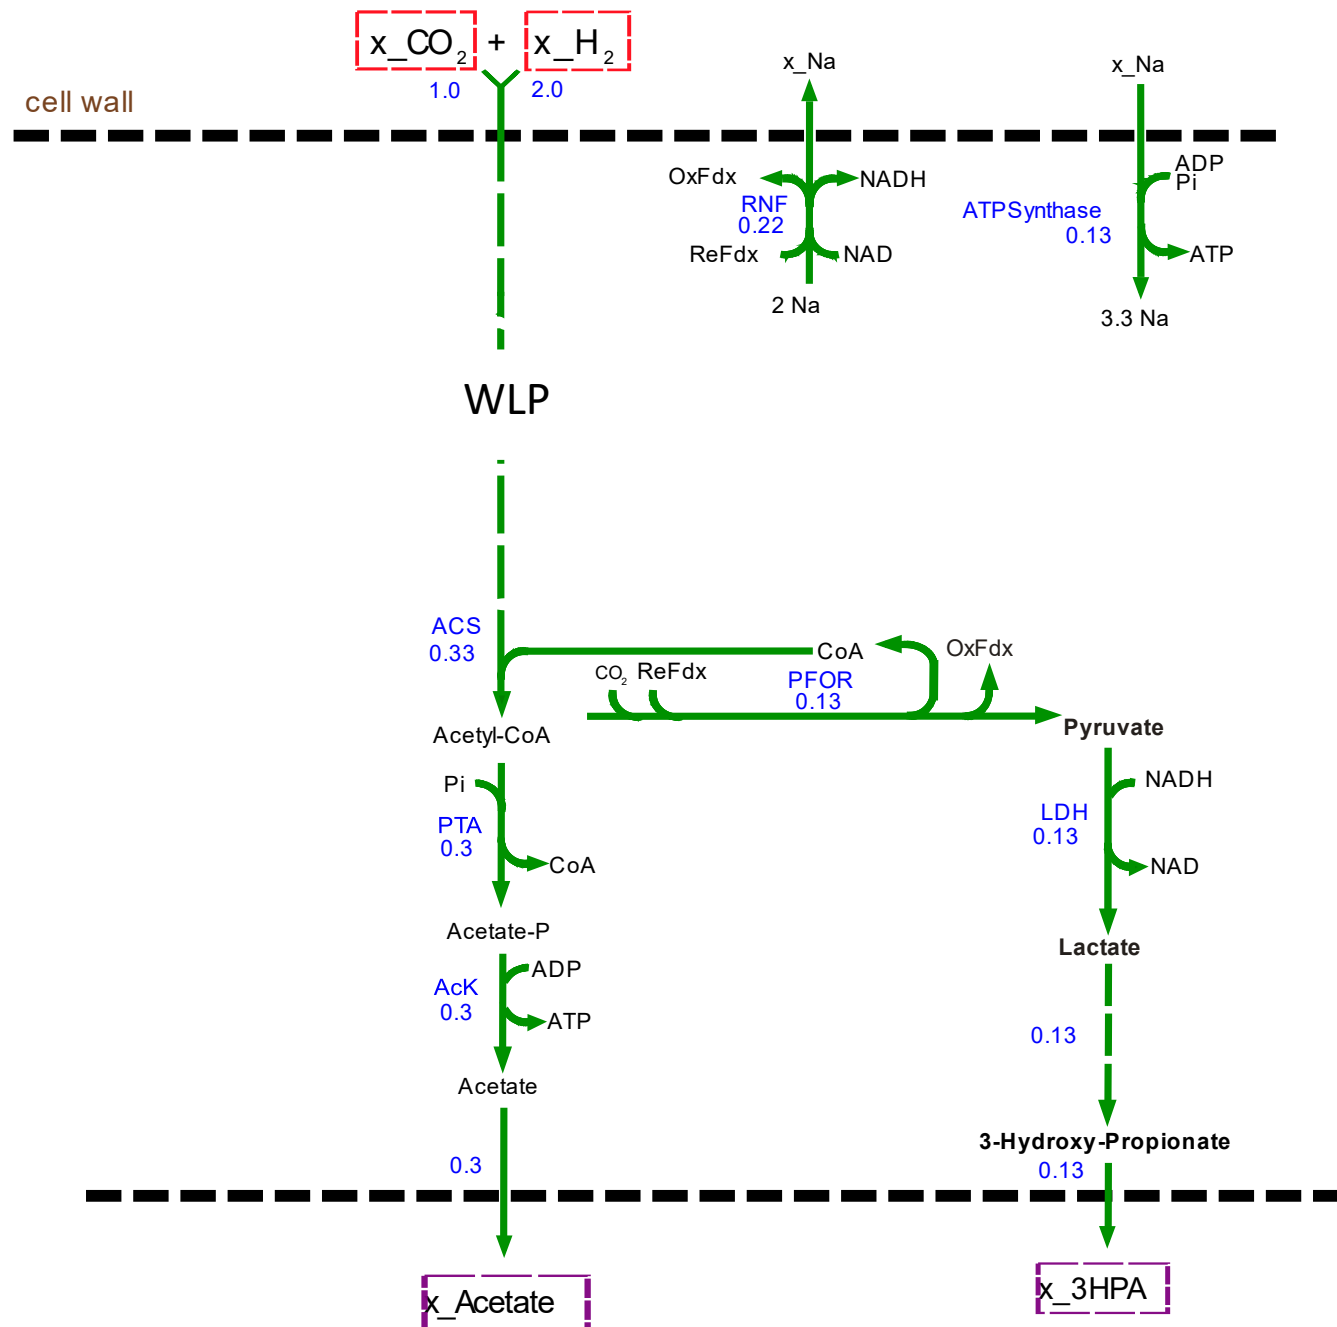 x_CO₂ + x_H₂
1.0 2.0
cell wall
x_Na
x_Na
OxFdx
NADH
RNF
0.22
ReFdx
NAD
2 Na
ADP
Pi
ATPSynthase
0.13
ATP
3.3 Na
WLP
ACS
0.33
CoA
OxFdx
CO₂ ReFdx
PFOR
0.13
Acetyl-CoA
Pyruvate
Pi
PTA
0.3
CoA
NADH
LDH
0.13
NAD
Acetate-P
Lactate
ADP
AcK
0.3
ATP
0.13
Acetate
3-Hydroxy-Propionate
0.3
0.13
x_Acetate
x_3HPA